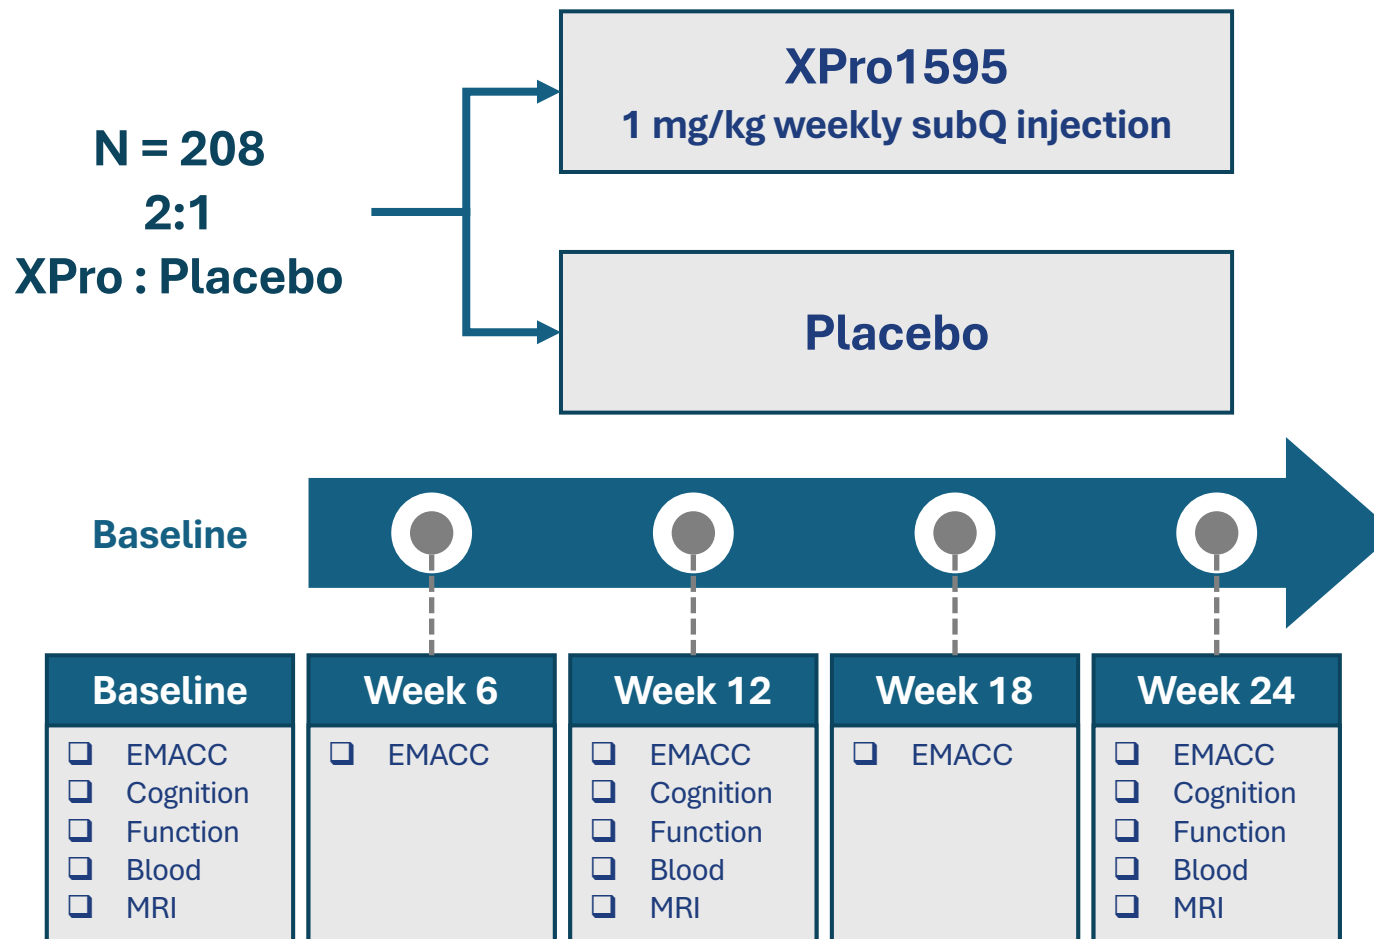 N = 208
2:1
XPro : Placebo
XPro1595
1 mg/kg weekly subQ injection
Placebo
Baseline
Baseline
❑ EMACC
❑ Cognition
❑ Function
❑ Blood
❑ MRI
Week 6
❑ EMACC
Week 12
❑ EMACC
❑ Cognition
❑ Function
❑ Blood
❑ MRI
Week 18
❑ EMACC
Week 24
❑ EMACC
❑ Cognition
❑ Function
❑ Blood
❑ MRI